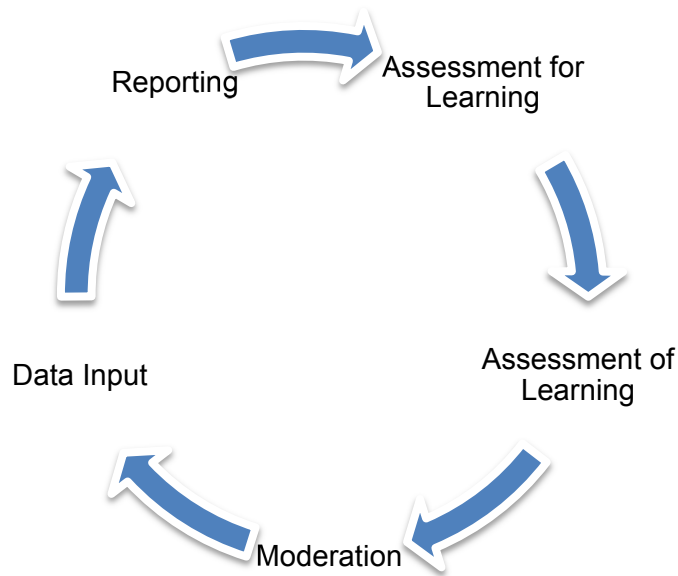 Reporting
Assessment for
Learning
Assessment of
Learning
Moderation
Data Input